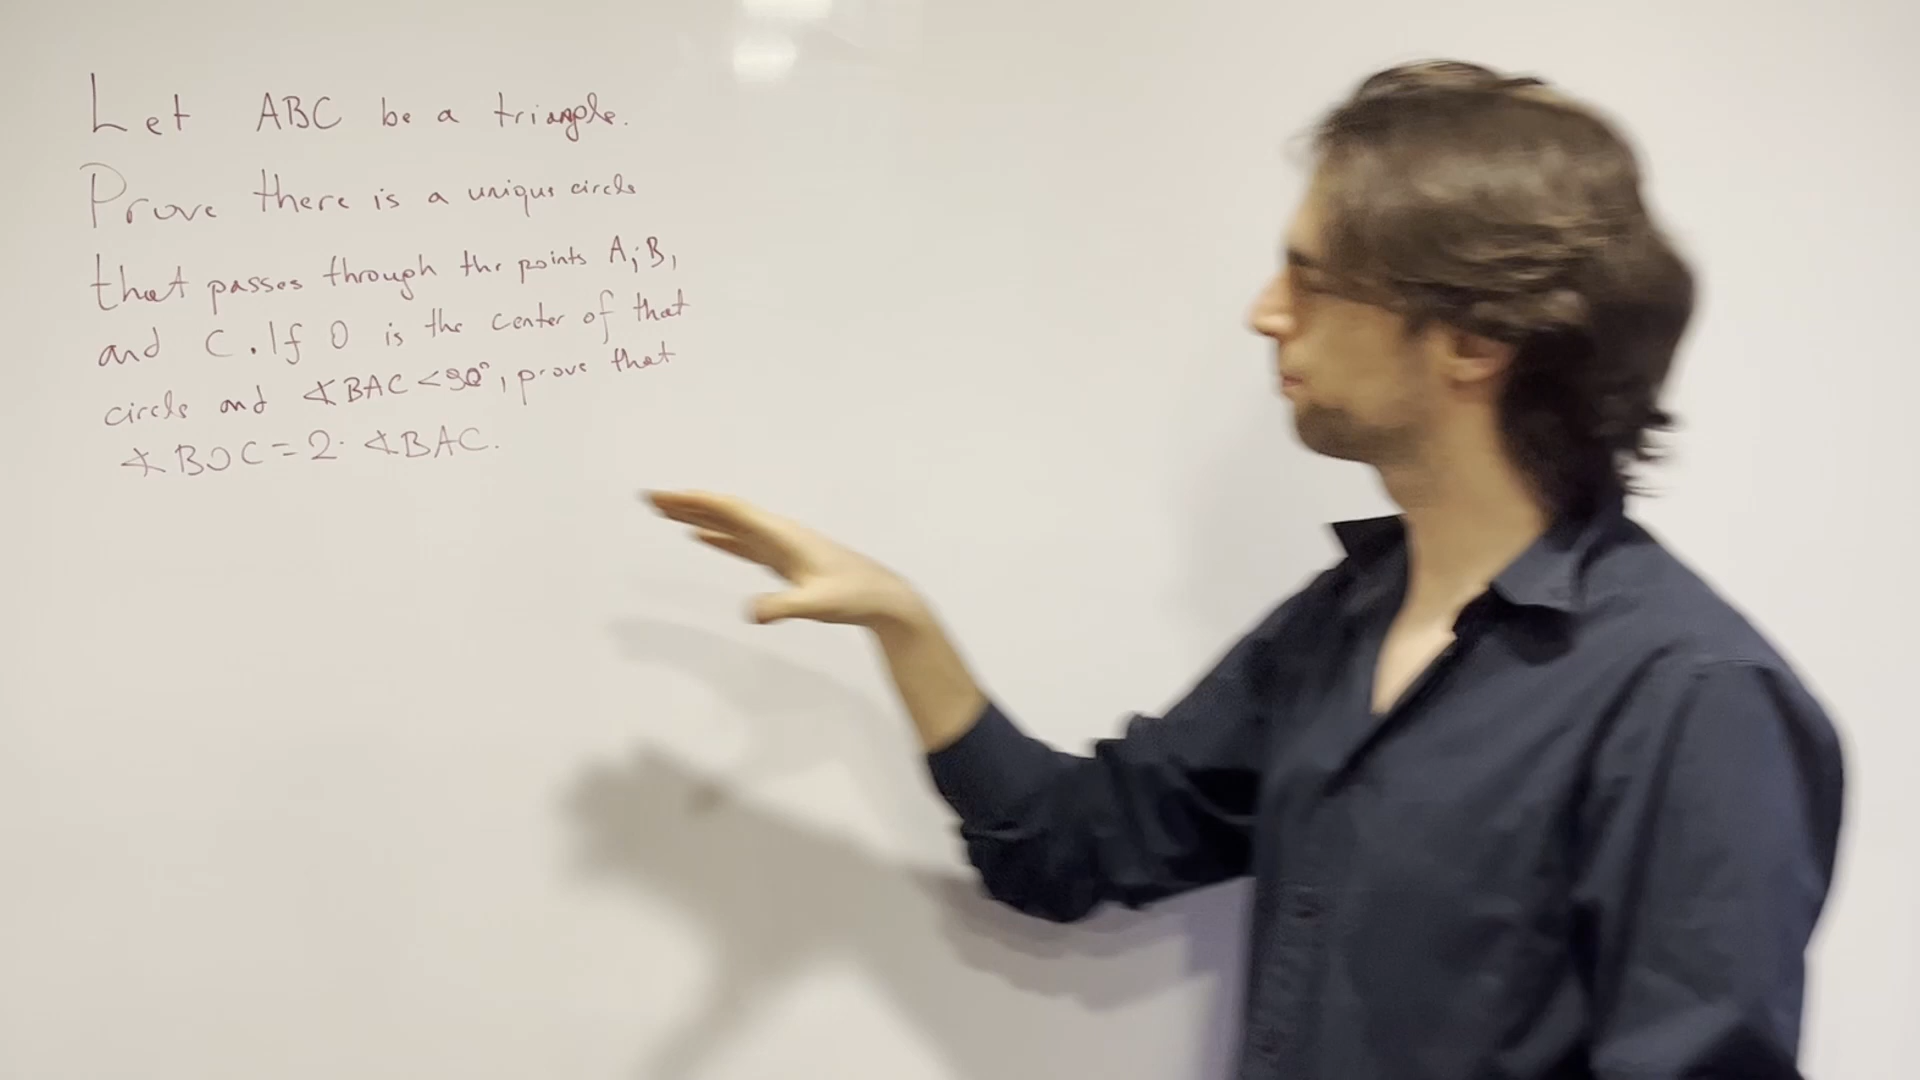 Let ABC be a triangle.
Prove there is a unique circle
that passes through the points A, B,
and C. If O is the center of that
circle and ∢BAC < 90°, prove that
∢BOC = 2· ∢BAC.